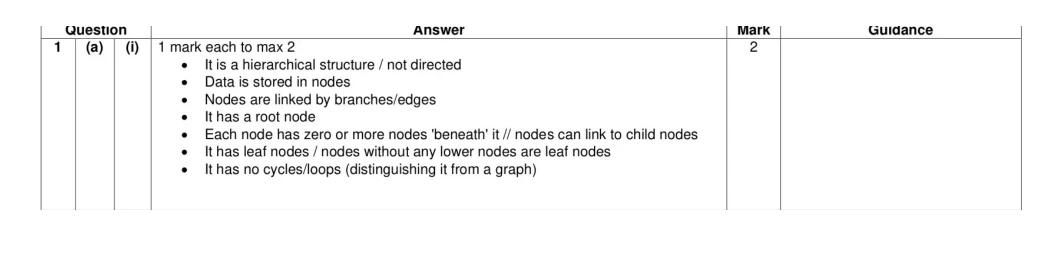 Question Answer Mark Guidance
1 (a) (i) 1 mark each to max 2 2
• It is a hierarchical structure / not directed
• Data is stored in nodes
• Nodes are linked by branches/edges
• It has a root node
• Each node has zero or more nodes 'beneath' it // nodes can link to child nodes
• It has leaf nodes / nodes without any lower nodes are leaf nodes
• It has no cycles/loops (distinguishing it from a graph)